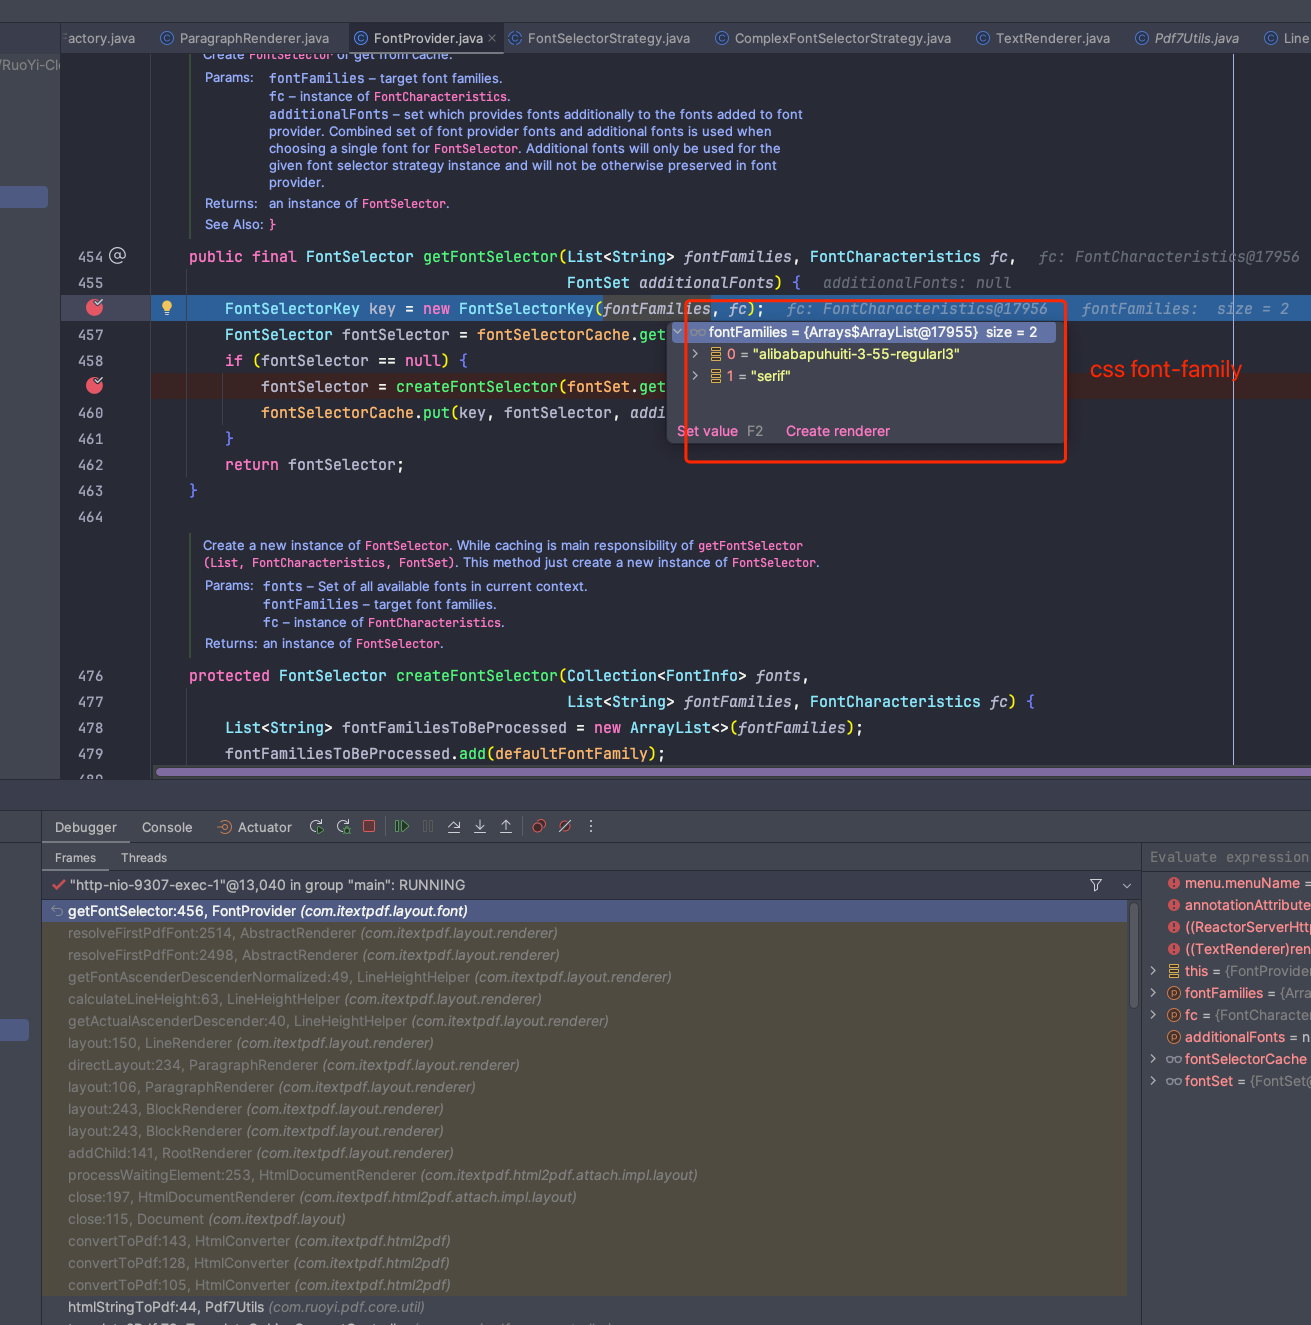 actory.java ParagraphRenderer.java FontProvider.java FontSelectorStrategy.java ComplexFontSelectorStrategy.java TextRenderer.java Pdf7Utils.java Line
/RuoYi-Cl
Create FontSelector or get from cache.
Params: fontFamilies – target font families.
fc – instance of FontCharacteristics.
additionalFonts – set which provides fonts additionally to the fonts added to font
provider. Combined set of font provider fonts and additional fonts is used when
choosing a single font for FontSelector. Additional fonts will only be used for the
given font selector strategy instance and will not be otherwise preserved in font
provider.
Returns: an instance of FontSelector.
See Also: }
454 @ public final FontSelector getFontSelector(List<String> fontFamilies, FontCharacteristics fc, fc: FontCharacteristics@17956
455 FontSet additionalFonts) { additionalFonts: null
FontSelectorKey key = new FontSelectorKey(fontFamilies, fc); fc: FontCharacteristics@17956 fontFamilies: size = 2
457 FontSelector fontSelector = fontSelectorCache.get
fontFamilies = {Arrays$ArrayList@17955} size = 2
0 = "alibabapuhuiti-3-55-regularl3"
1 = "serif"
Set value F2 Create renderer
css font-family
458 if (fontSelector == null) {
fontSelector = createFontSelector(fontSet.get
460 fontSelectorCache.put(key, fontSelector, addi
461 }
462 return fontSelector;
463 }
464
Create a new instance of FontSelector. While caching is main responsibility of getFontSelector
(List, FontCharacteristics, FontSet). This method just create a new instance of FontSelector.
Params: fonts – Set of all available fonts in current context.
fontFamilies – target font families.
fc – instance of FontCharacteristics.
Returns: an instance of FontSelector.
476 protected FontSelector createFontSelector(Collection<FontInfo> fonts,
477 List<String> fontFamilies, FontCharacteristics fc) {
478 List<String> fontFamiliesToBeProcessed = new ArrayList<>(fontFamilies);
479 fontFamiliesToBeProcessed.add(defaultFontFamily);
480
Debugger Console Actuator
Frames Threads
"http-nio-9307-exec-1"@13,040 in group "main": RUNNING
getFontSelector:456, FontProvider (com.itextpdf.layout.font)
resolveFirstPdfFont:2514, AbstractRenderer (com.itextpdf.layout.renderer)
resolveFirstPdfFont:2498, AbstractRenderer (com.itextpdf.layout.renderer)
getFontAscenderDescenderNormalized:49, LineHeightHelper (com.itextpdf.layout.renderer)
calculateLineHeight:63, LineHeightHelper (com.itextpdf.layout.renderer)
getActualAscenderDescender:40, LineHeightHelper (com.itextpdf.layout.renderer)
layout:150, LineRenderer (com.itextpdf.layout.renderer)
directLayout:234, ParagraphRenderer (com.itextpdf.layout.renderer)
layout:106, ParagraphRenderer (com.itextpdf.layout.renderer)
layout:243, BlockRenderer (com.itextpdf.layout.renderer)
layout:243, BlockRenderer (com.itextpdf.layout.renderer)
addChild:141, RootRenderer (com.itextpdf.layout.renderer)
processWaitingElement:253, HtmlDocumentRenderer (com.itextpdf.html2pdf.attach.impl.layout)
close:197, HtmlDocumentRenderer (com.itextpdf.html2pdf.attach.impl.layout)
close:115, Document (com.itextpdf.layout)
convertToPdf:143, HtmlConverter (com.itextpdf.html2pdf)
convertToPdf:128, HtmlConverter (com.itextpdf.html2pdf)
convertToPdf:105, HtmlConverter (com.itextpdf.html2pdf)
htmlStringToPdf:44, Pdf7Utils (com.ruoyi.pdf.core.util)
Evaluate expression
menu.menuName =
annotationAttribute
((ReactorServerHtt
((TextRenderer)ren
this = {FontProvider
fontFamilies = {Arra
fc = {FontCharacter
additionalFonts = n
fontSelectorCache
fontSet = {FontSet@